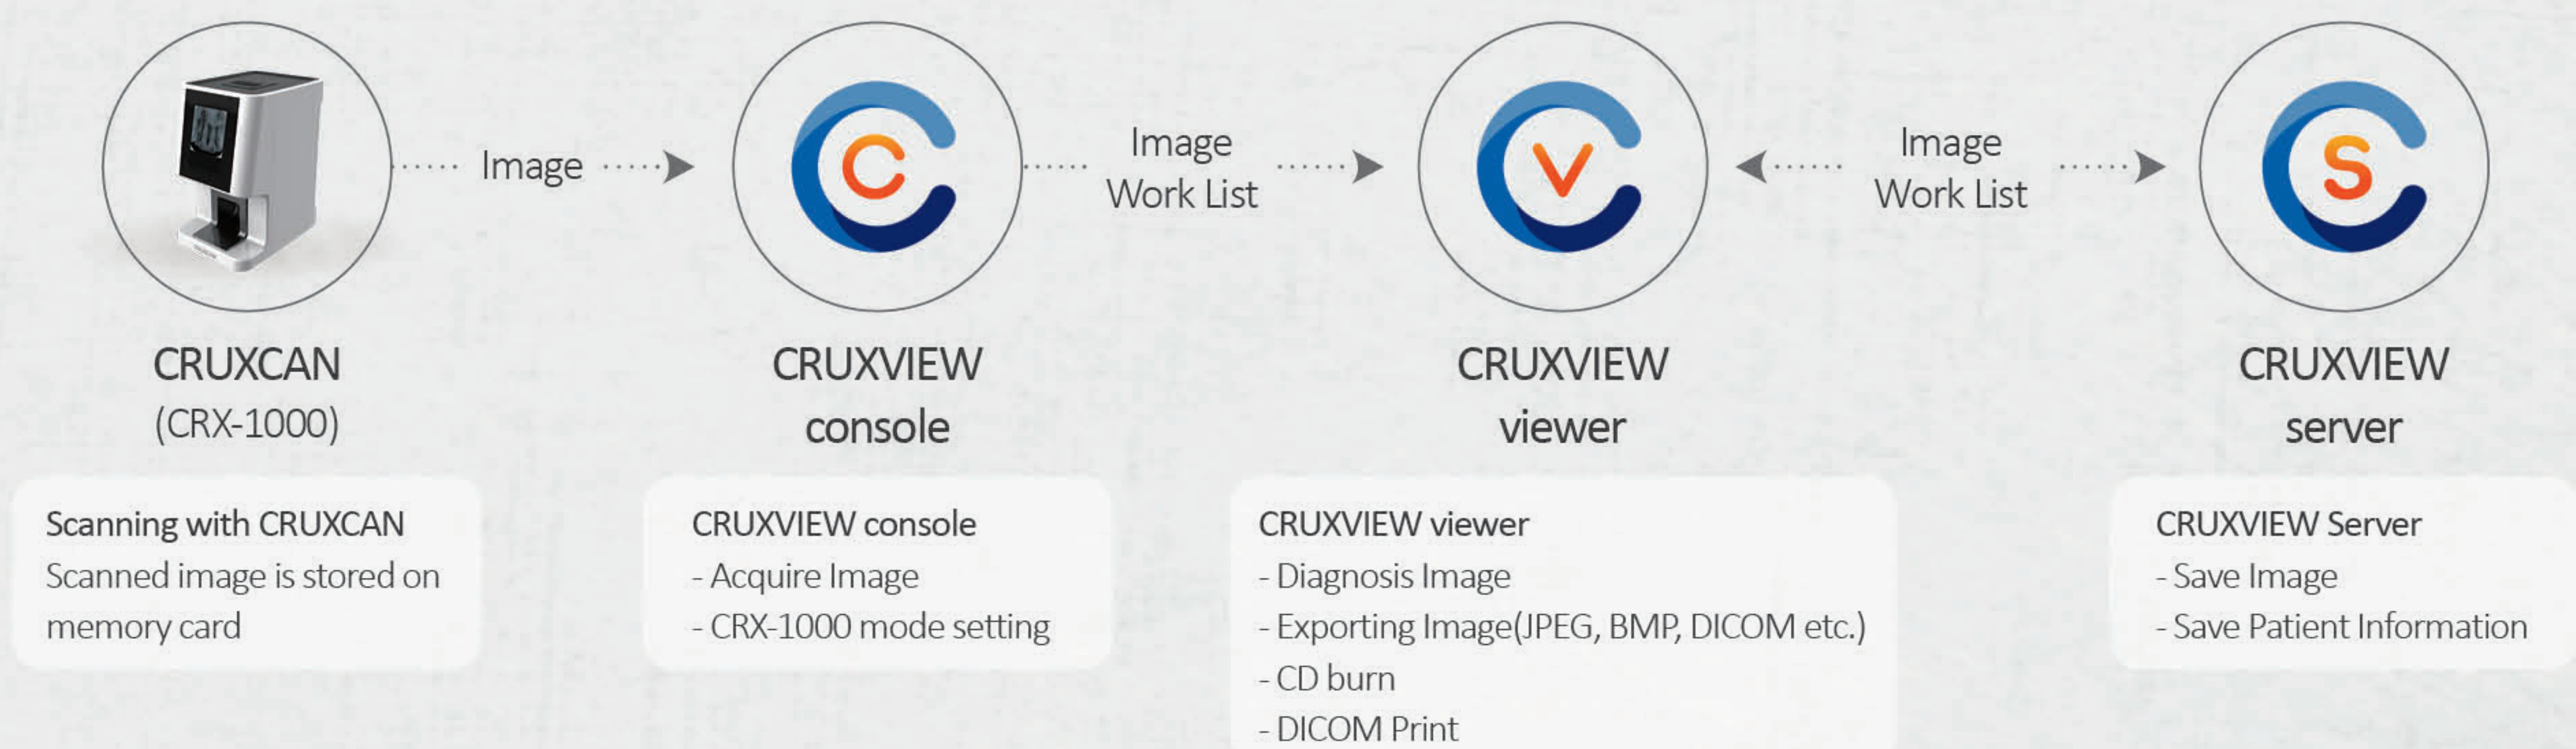 Image
Image
Work List
Image
Work List
C
V
S
CRUXCAN
(CRX-1000)
CRUXVIEW
console
CRUXVIEW
viewer
CRUXVIEW
server
Scanning with CRUXCAN
Scanned image is stored on
memory card
CRUXVIEW console
- Acquire Image
- CRX-1000 mode setting
CRUXVIEW viewer
- Diagnosis Image
- Exporting Image(JPEG, BMP, DICOM etc.)
- CD burn
- DICOM Print
CRUXVIEW Server
- Save Image
- Save Patient Information